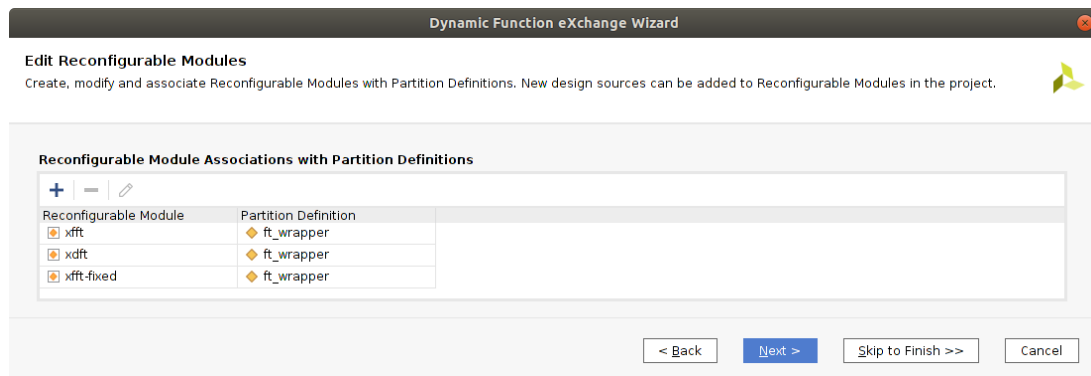 Dynamic Function eXchange Wizard
Edit Reconfigurable Modules
Create, modify and associate Reconfigurable Modules with Partition Definitions. New design sources can be added to Reconfigurable Modules in the project.
Reconfigurable Module Associations with Partition Definitions
Reconfigurable Module Partition Definition
xfft ft_wrapper
xdft ft_wrapper
xfft-fixed ft_wrapper
< Back Next > Skip to Finish >> Cancel